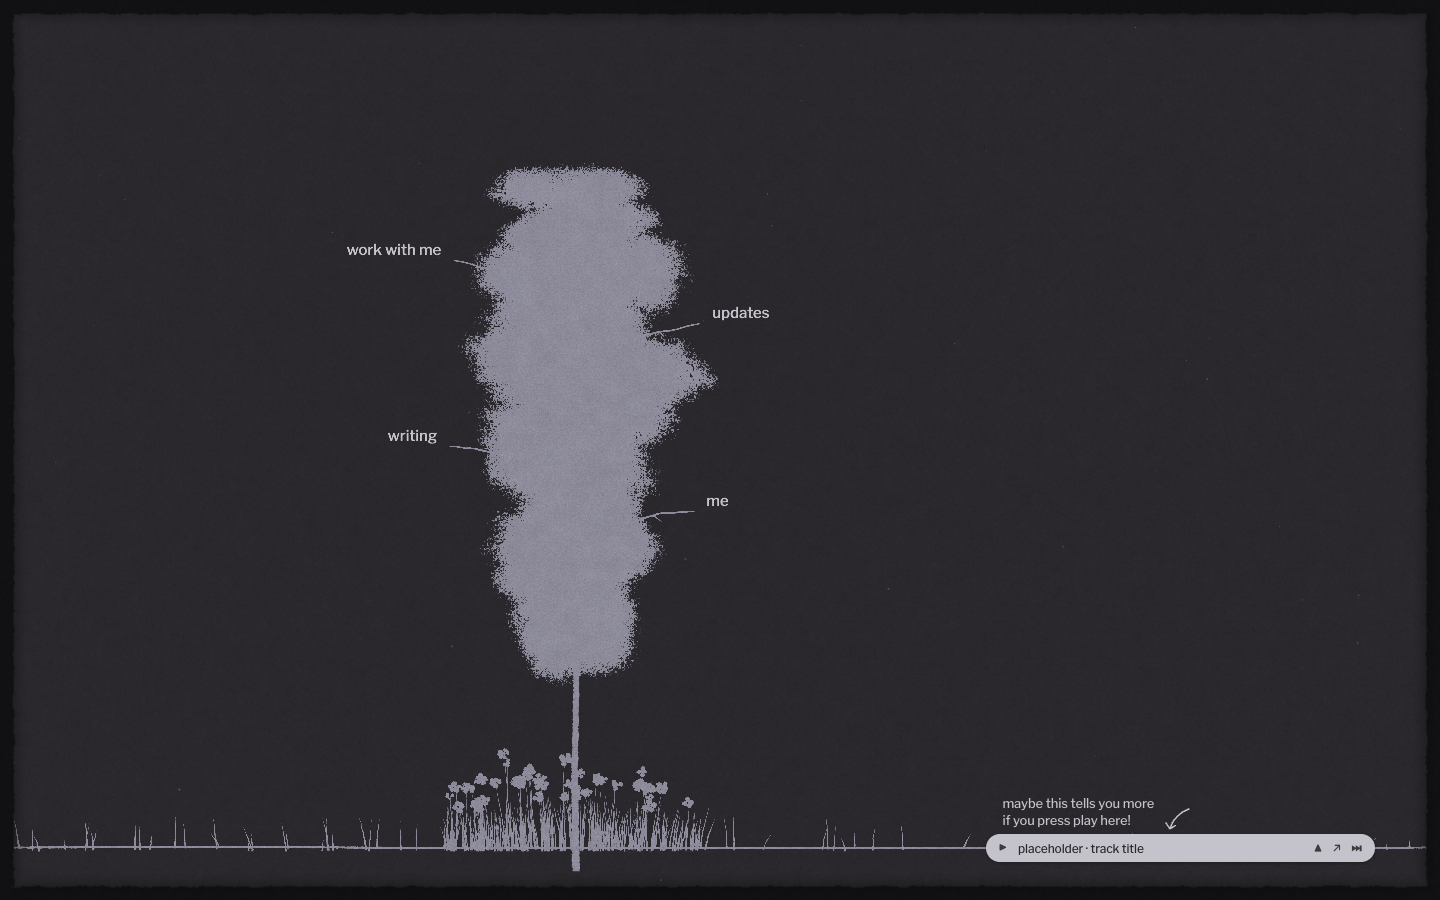 work with me
updates
writing
me
maybe this tells you more
if you press play here!
placeholder · track title